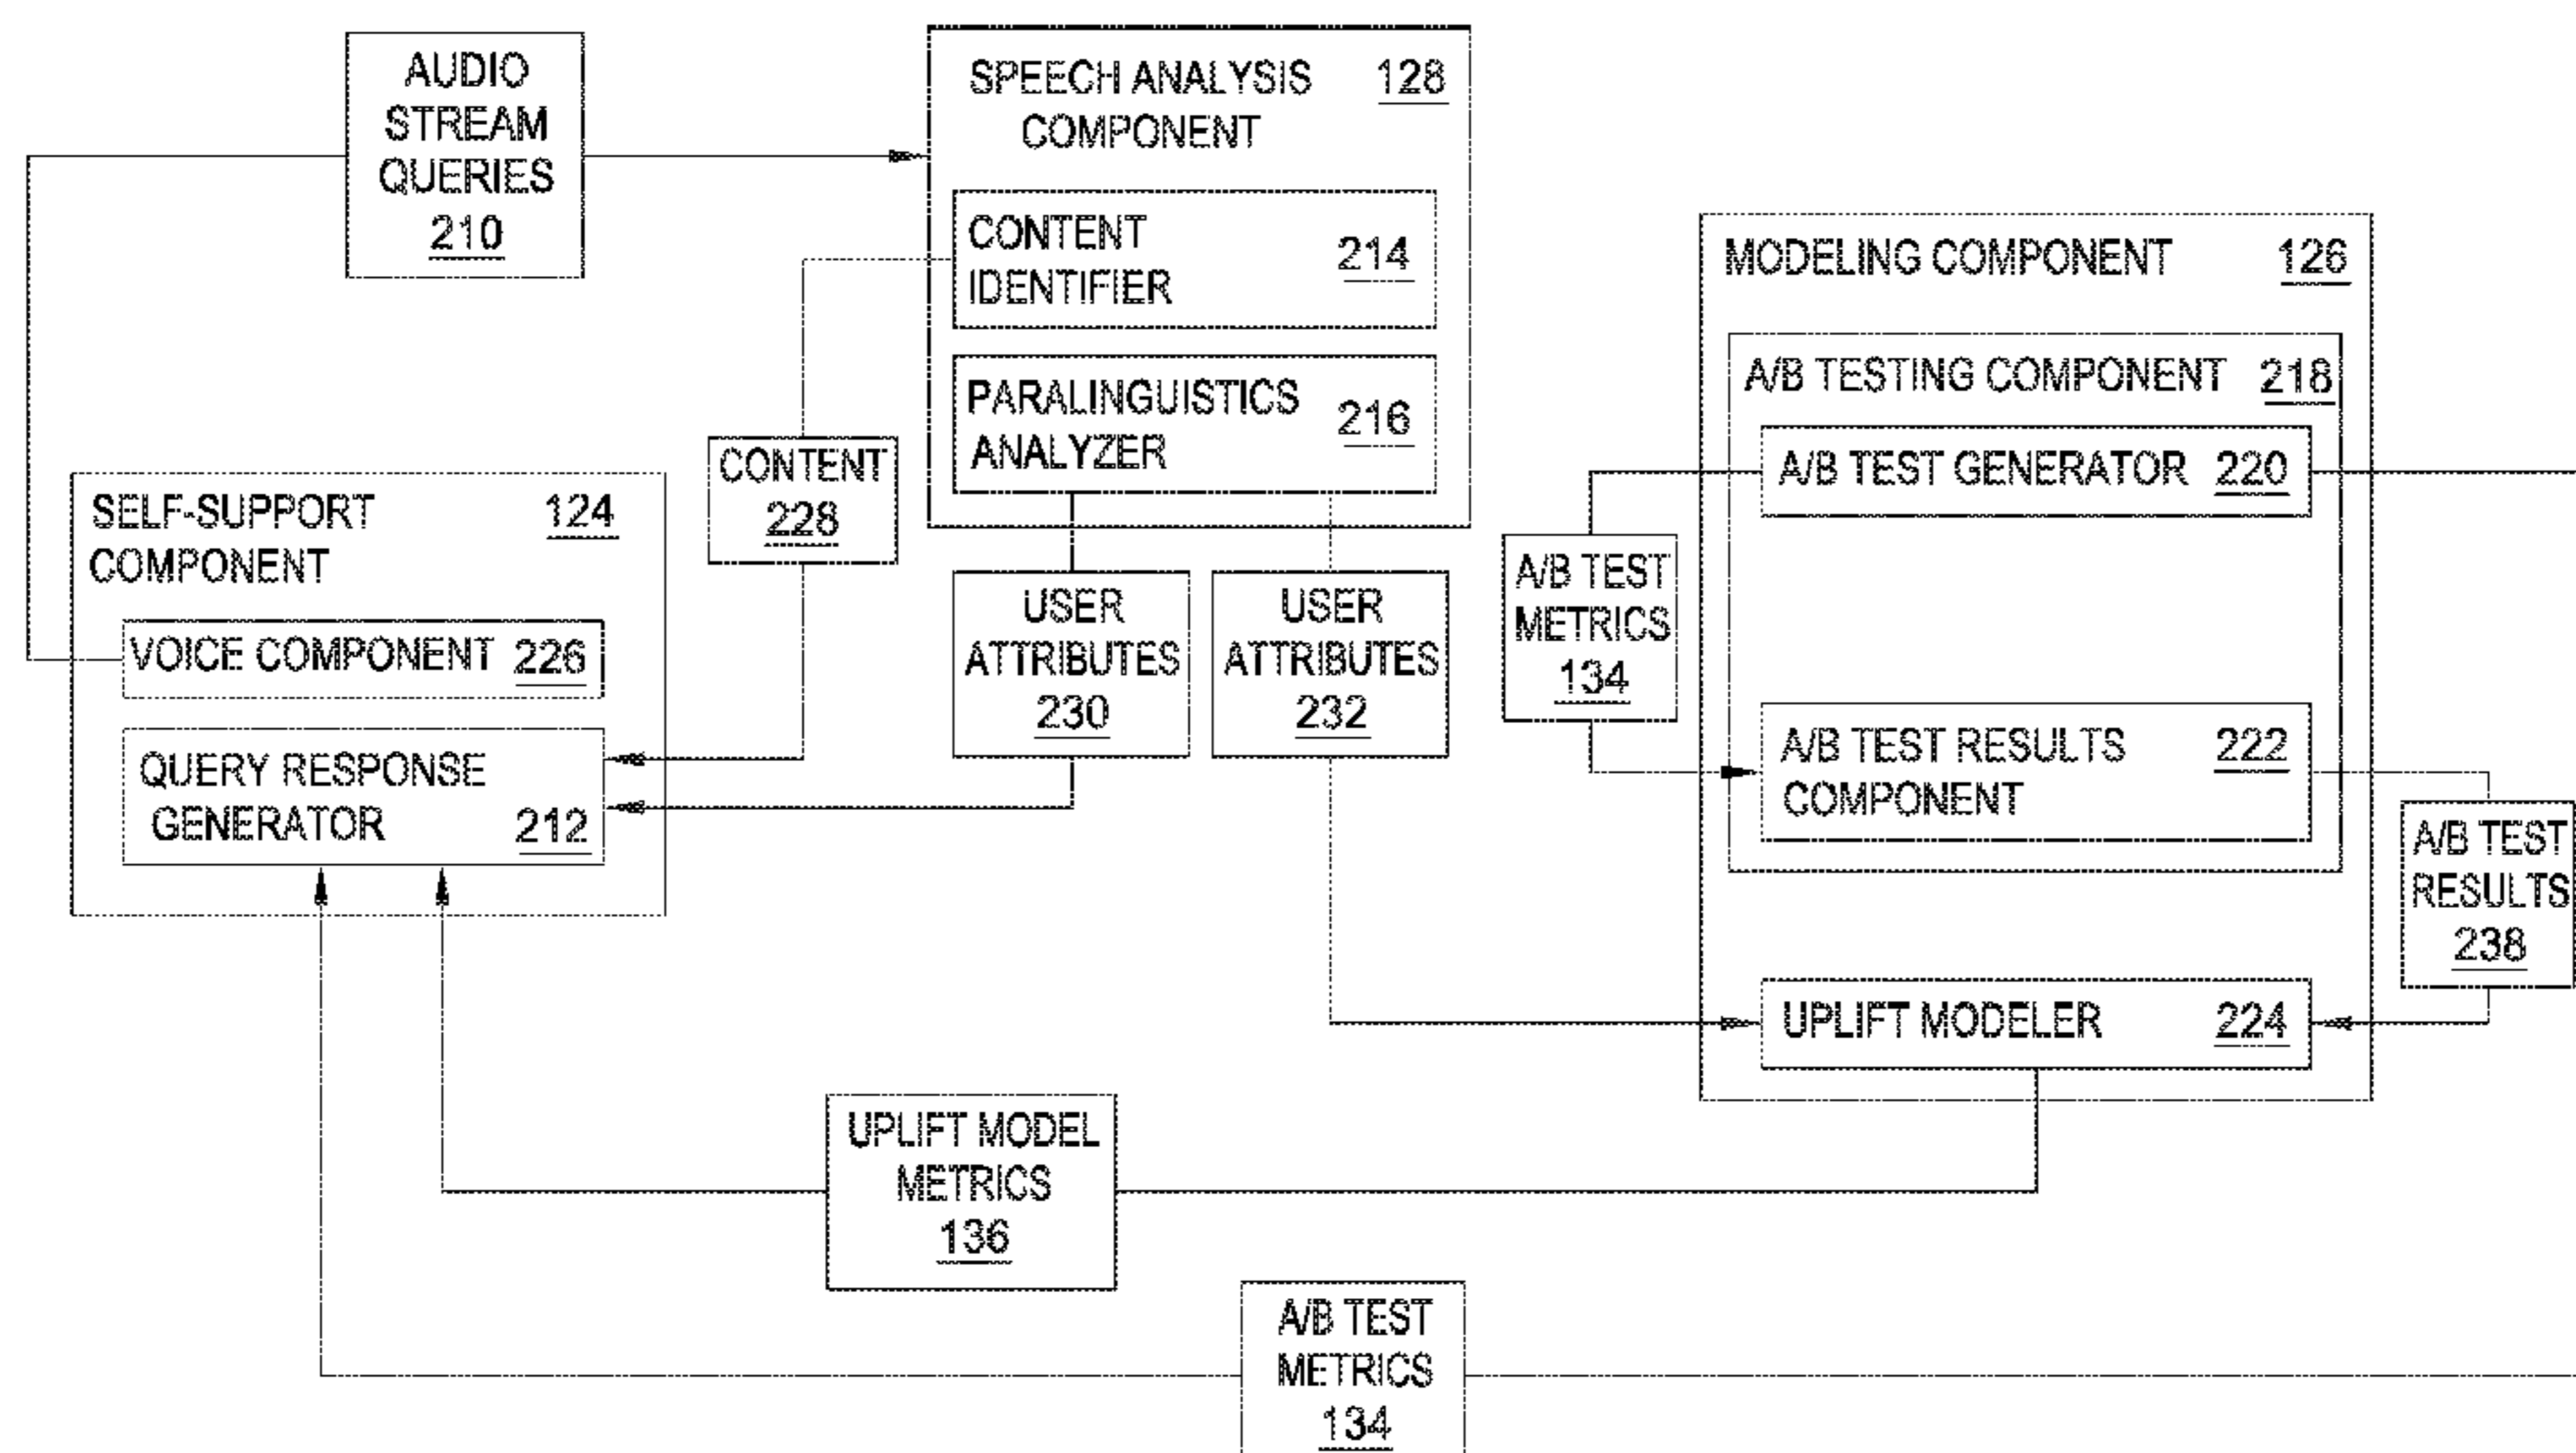 AUDIO
STREAM
QUERIES
210
SPEECH ANALYSIS 128
COMPONENT
CONTENT
IDENTIFIER 214
PARALINGUISTICS
ANALYZER 216
MODELING COMPONENT 126
A/B TESTING COMPONENT 218
A/B TEST GENERATOR 220
A/B TEST RESULTS 222
COMPONENT
UPLIFT MODELER 224
SELF-SUPPORT 124
COMPONENT
VOICE COMPONENT 226
QUERY RESPONSE
GENERATOR 212
CONTENT
228
USER
ATTRIBUTES
230
USER
ATTRIBUTES
232
A/B TEST
METRICS
134
A/B TEST
RESULTS
238
UPLIFT MODEL
METRICS
136
A/B TEST
METRICS
134